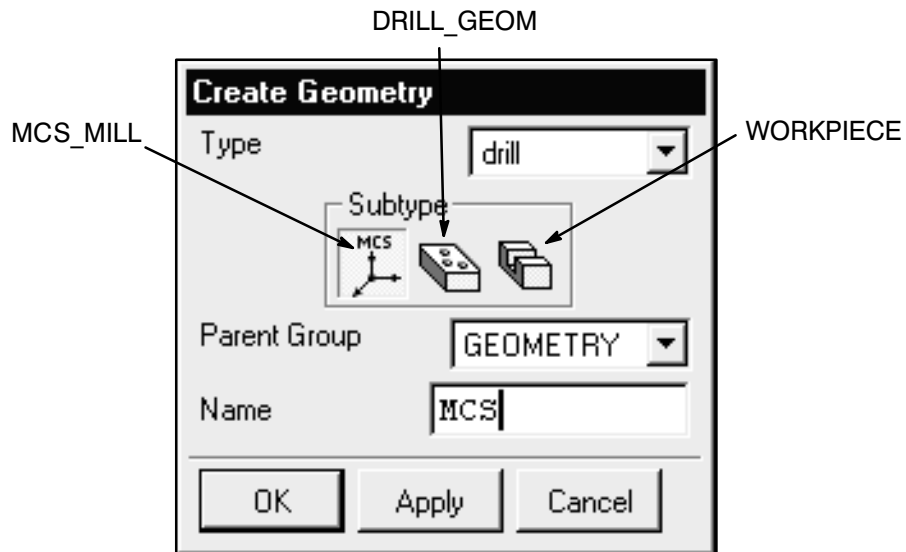 DRILL_GEOM
Create Geometry
MCS_MILL
Type
drill
WORKPIECE
Subtype
MCS
Parent Group
GEOMETRY
Name
MCS
OK
Apply
Cancel